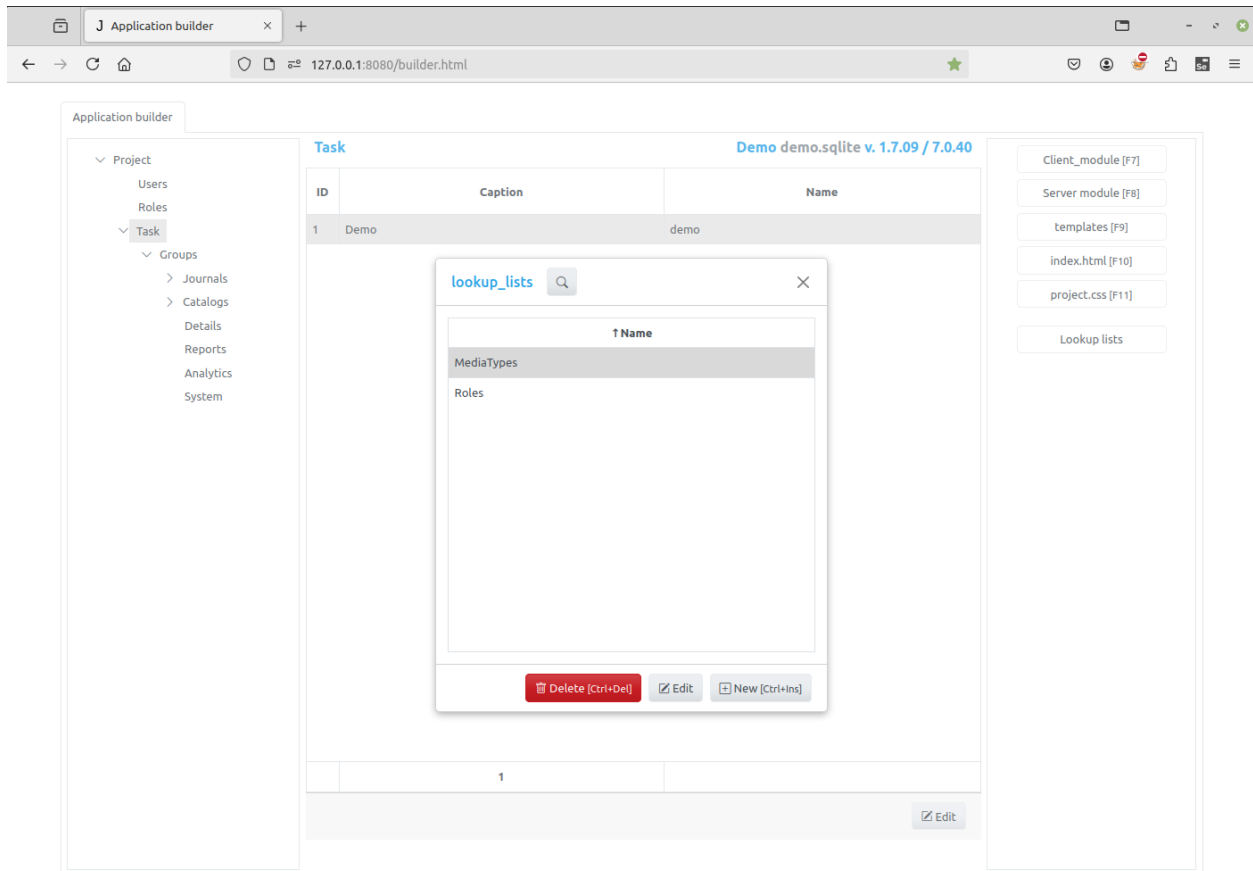 J Application builder
127.0.0.1:8080/builder.html
Se
Application builder
Project
Users
Roles
Task
Groups
Journals
Catalogs
Details
Reports
Analytics
System
Task
Demo demo.sqlite v. 1.7.09 / 7.0.40
ID Caption Name
1 Demo demo
lookup_lists
↑ Name
MediaTypes
Roles
Delete [Ctrl+Del] Edit New [Ctrl+Ins]
1
Edit
Client_module [F7]
Server module [F8]
templates [F9]
index.html [F10]
project.css [F11]
Lookup lists